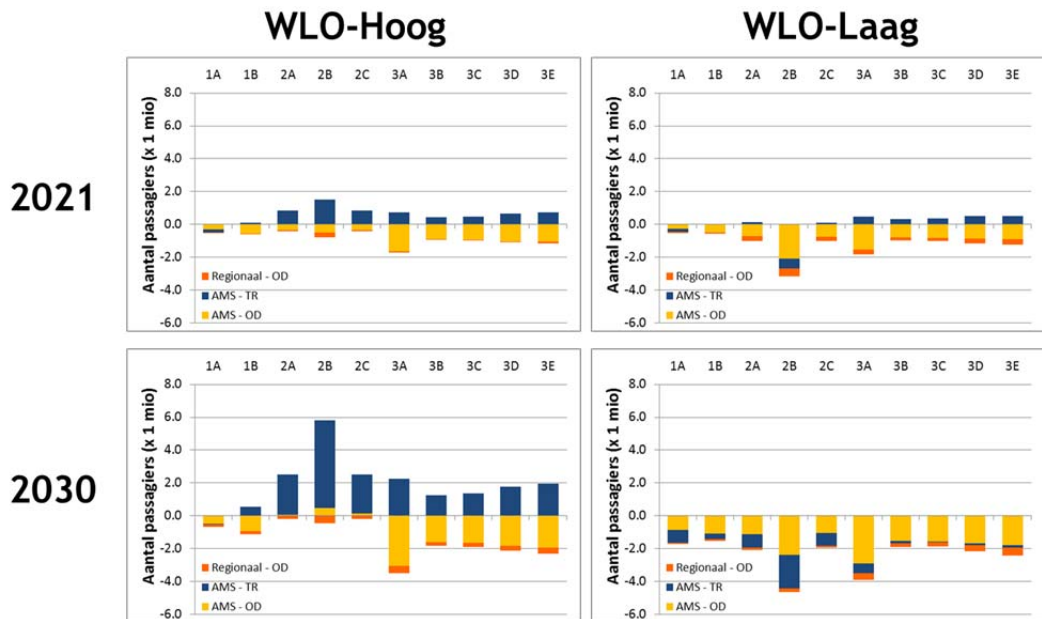 WLO-Hoog
WLO-Laag
2021
1A 1B 2A 2B 2C 3A 3B 3C 3D 3E
8.0
6.0
4.0
2.0
0.0
-2.0
-4.0
-6.0
Aantal passagiers (x 1 mio)
Regionaal - OD
AMS - TR
AMS - OD
1A 1B 2A 2B 2C 3A 3B 3C 3D 3E
8.0
6.0
4.0
2.0
0.0
-2.0
-4.0
-6.0
Aantal passagiers (x 1 mio)
Regionaal - OD
AMS - TR
AMS - OD
2030
1A 1B 2A 2B 2C 3A 3B 3C 3D 3E
8.0
6.0
4.0
2.0
0.0
-2.0
-4.0
-6.0
Aantal passagiers (x 1 mio)
Regionaal - OD
AMS - TR
AMS - OD
1A 1B 2A 2B 2C 3A 3B 3C 3D 3E
8.0
6.0
4.0
2.0
0.0
-2.0
-4.0
-6.0
Aantal passagiers (x 1 mio)
Regionaal - OD
AMS - TR
AMS - OD